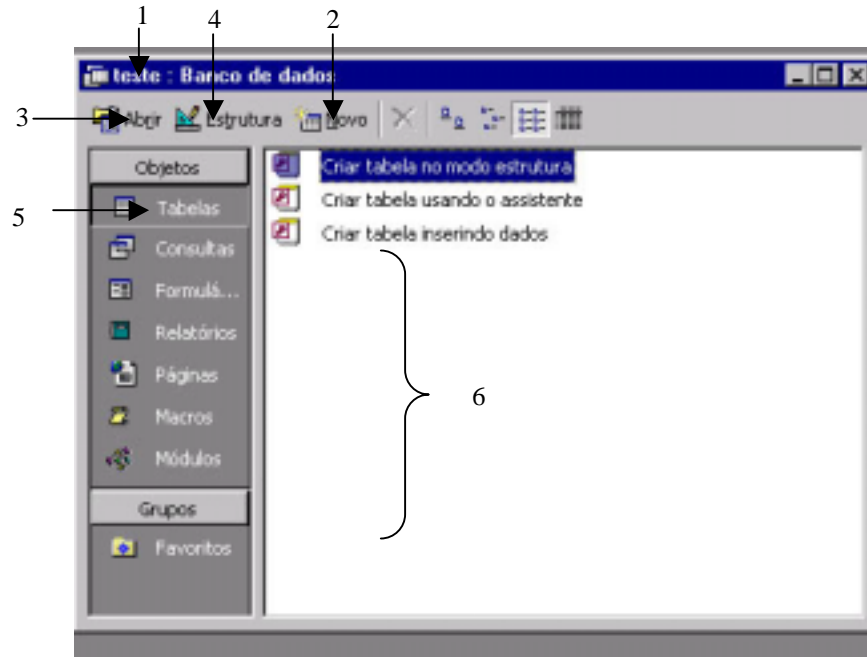 1 4 2
teste : Banco de dados
3 Abrir Estrutura Novo
Objetos
5 Tabelas
Consultas
Formulá...
Relatórios
Páginas
Macros
Módulos
Grupos
Favoritos
Criar tabela no modo estrutura
Criar tabela usando o assistente
Criar tabela inserindo dados
6